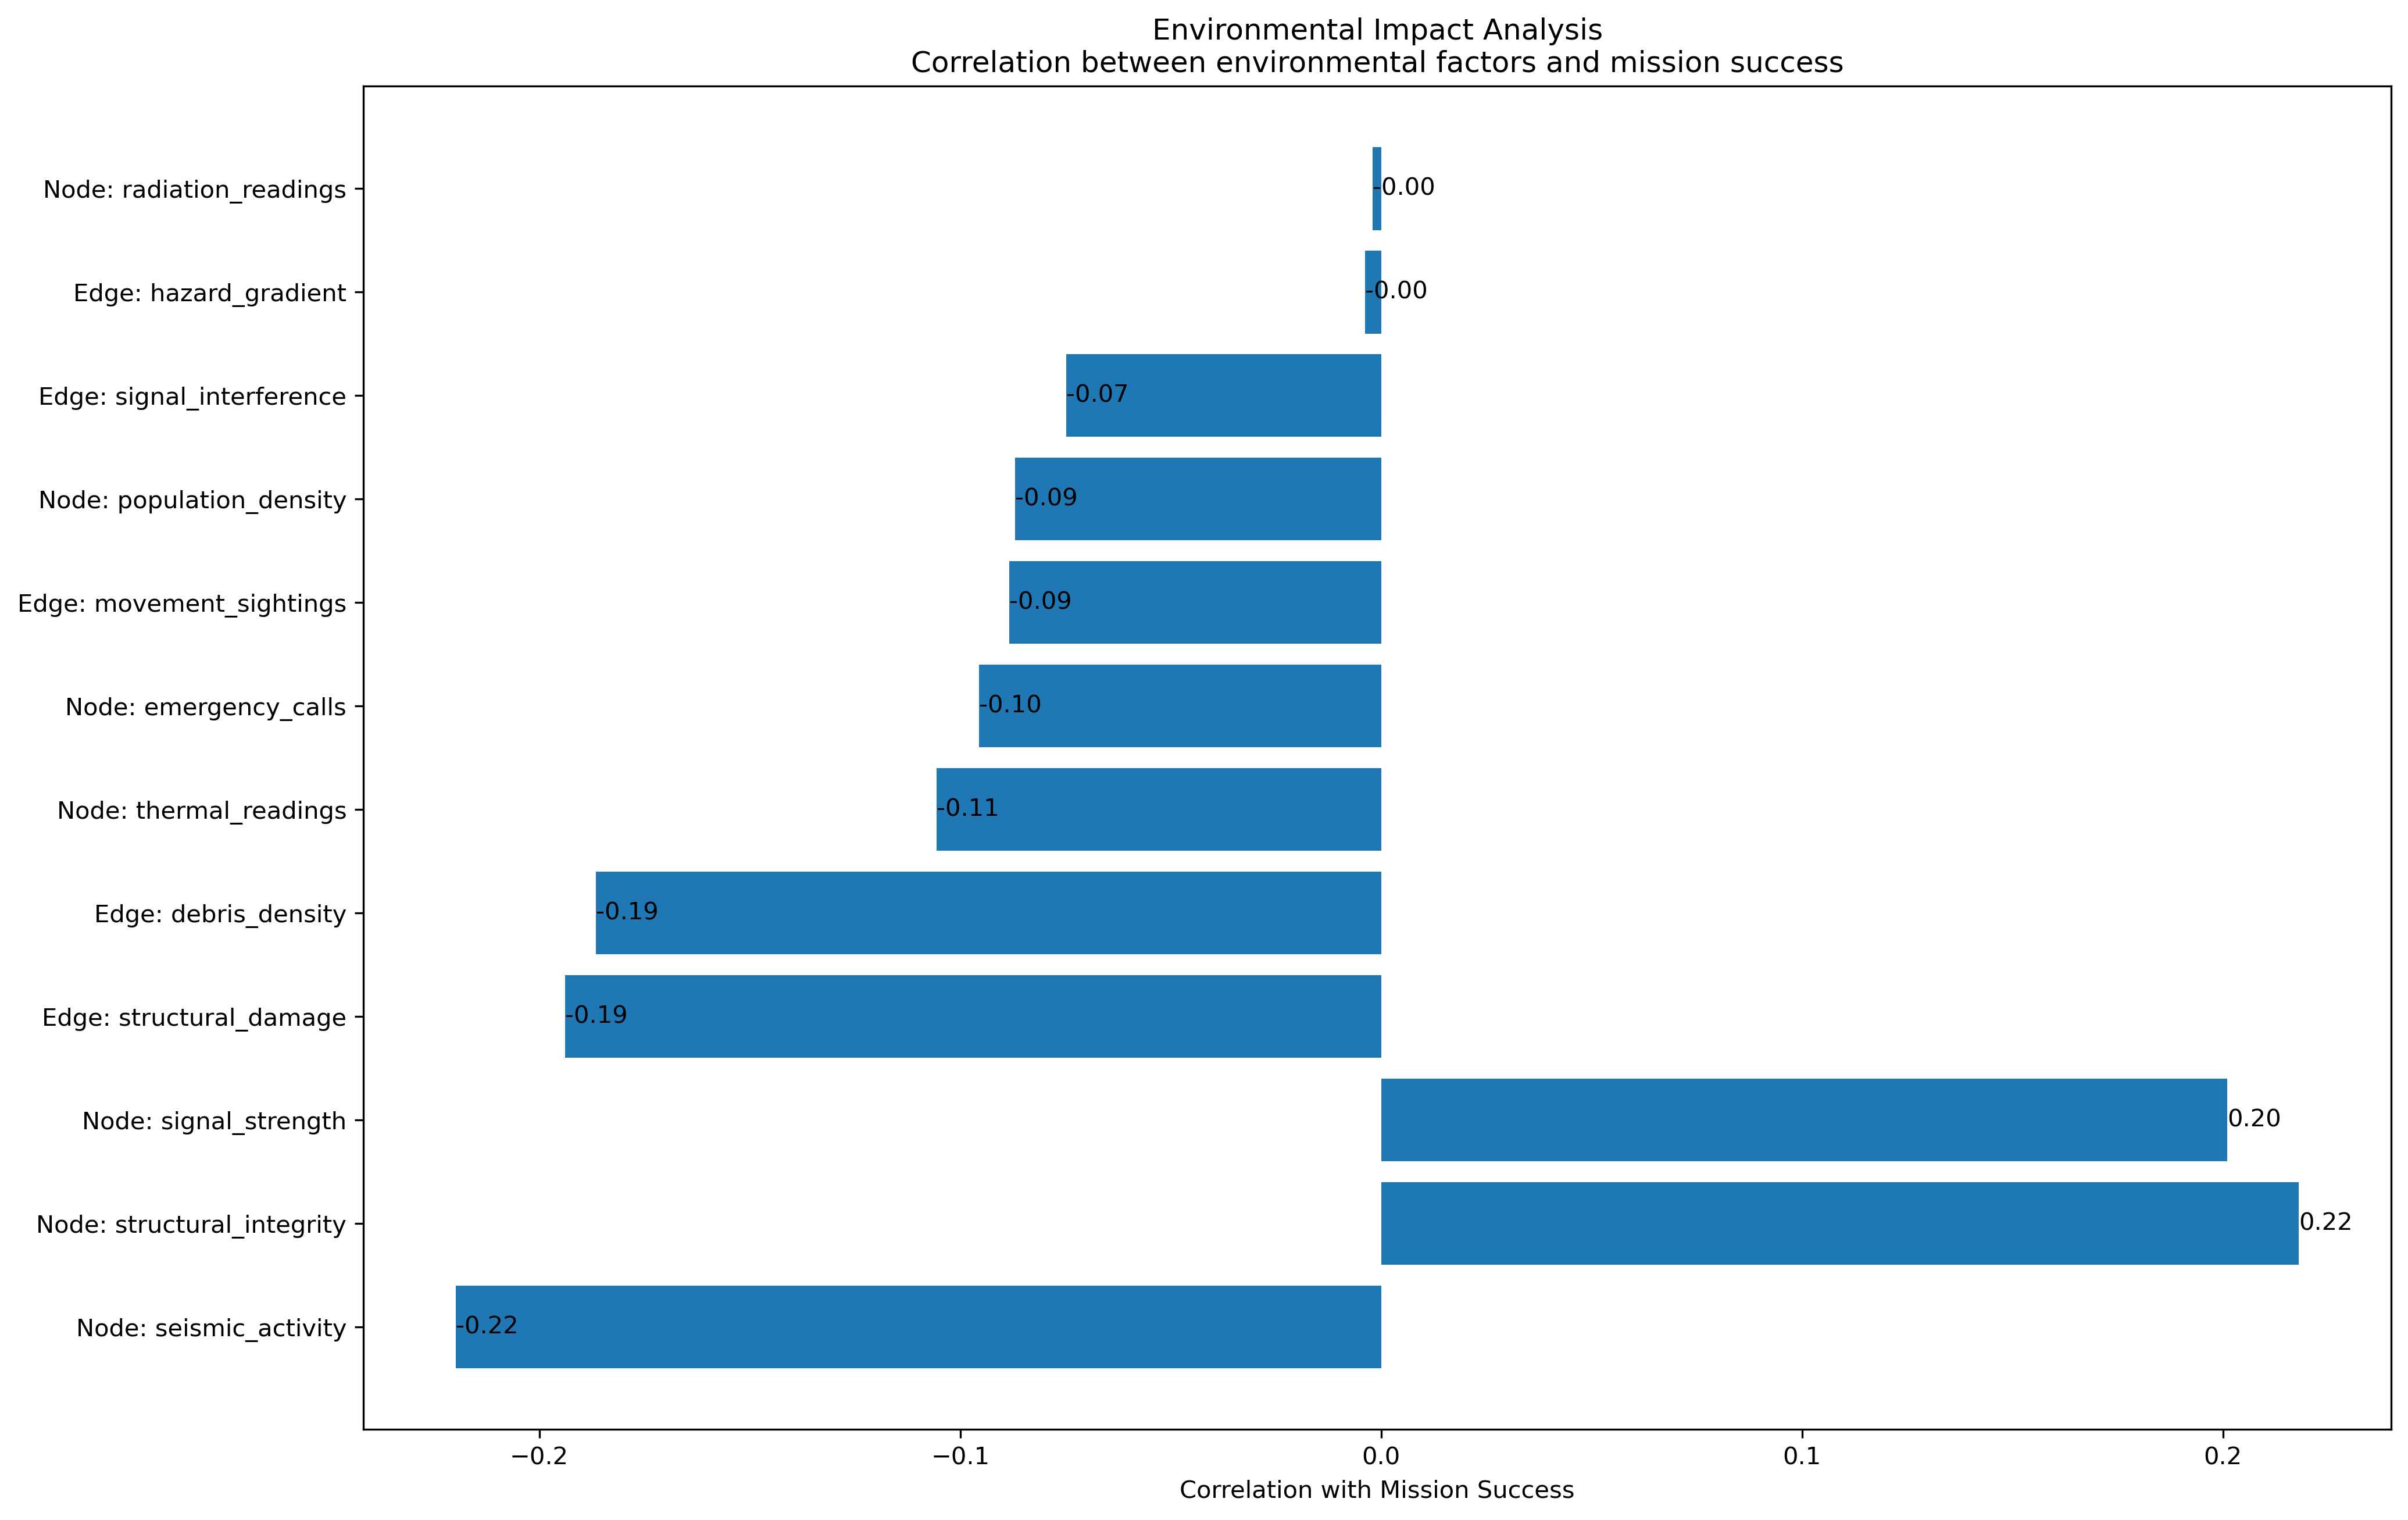 Environmental Impact Analysis
Correlation between environmental factors and mission success
Node: radiation_readings
-0.00
Edge: hazard_gradient
-0.00
Edge: signal_interference
-0.07
Node: population_density
-0.09
Edge: movement_sightings
-0.09
Node: emergency_calls
-0.10
Node: thermal_readings
-0.11
Edge: debris_density
-0.19
Edge: structural_damage
-0.19
Node: signal_strength
0.20
Node: structural_integrity
0.22
Node: seismic_activity
-0.22
−0.2 −0.1 0.0 0.1 0.2
Correlation with Mission Success